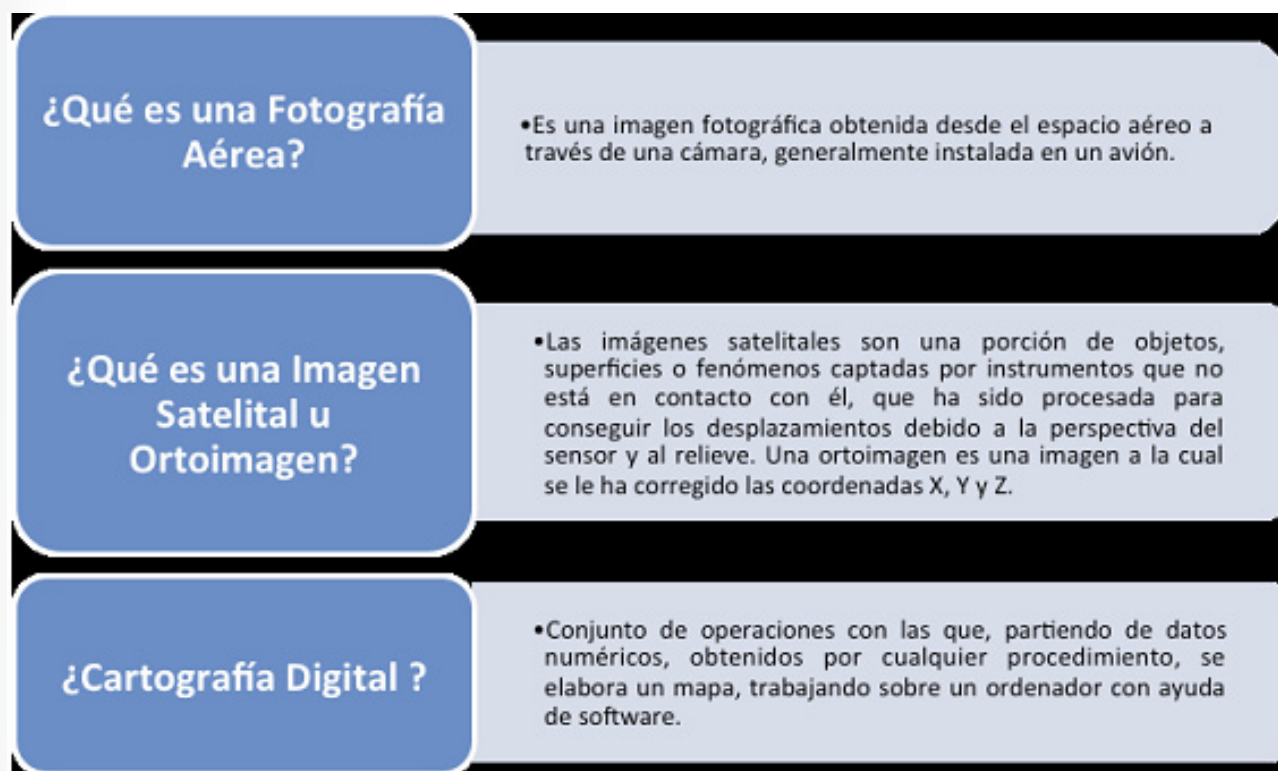 ¿Qué es una Fotografía
Aérea?
•Es una imagen fotográfica obtenida desde el espacio aéreo a
través de una cámara, generalmente instalada en un avión.
¿Qué es una Imagen
Satelital u
Ortoimagen?
•Las imágenes satelitales son una porción de objetos,
superficies o fenómenos captadas por instrumentos que no
está en contacto con él, que ha sido procesada para
conseguir los desplazamientos debido a la perspectiva del
sensor y al relieve. Una ortoimagen es una imagen a la cual
se le ha corregido las coordenadas X, Y y Z.
¿Cartografía Digital ?
•Conjunto de operaciones con las que, partiendo de datos
numéricos, obtenidos por cualquier procedimiento, se
elabora un mapa, trabajando sobre un ordenador con ayuda
de software.